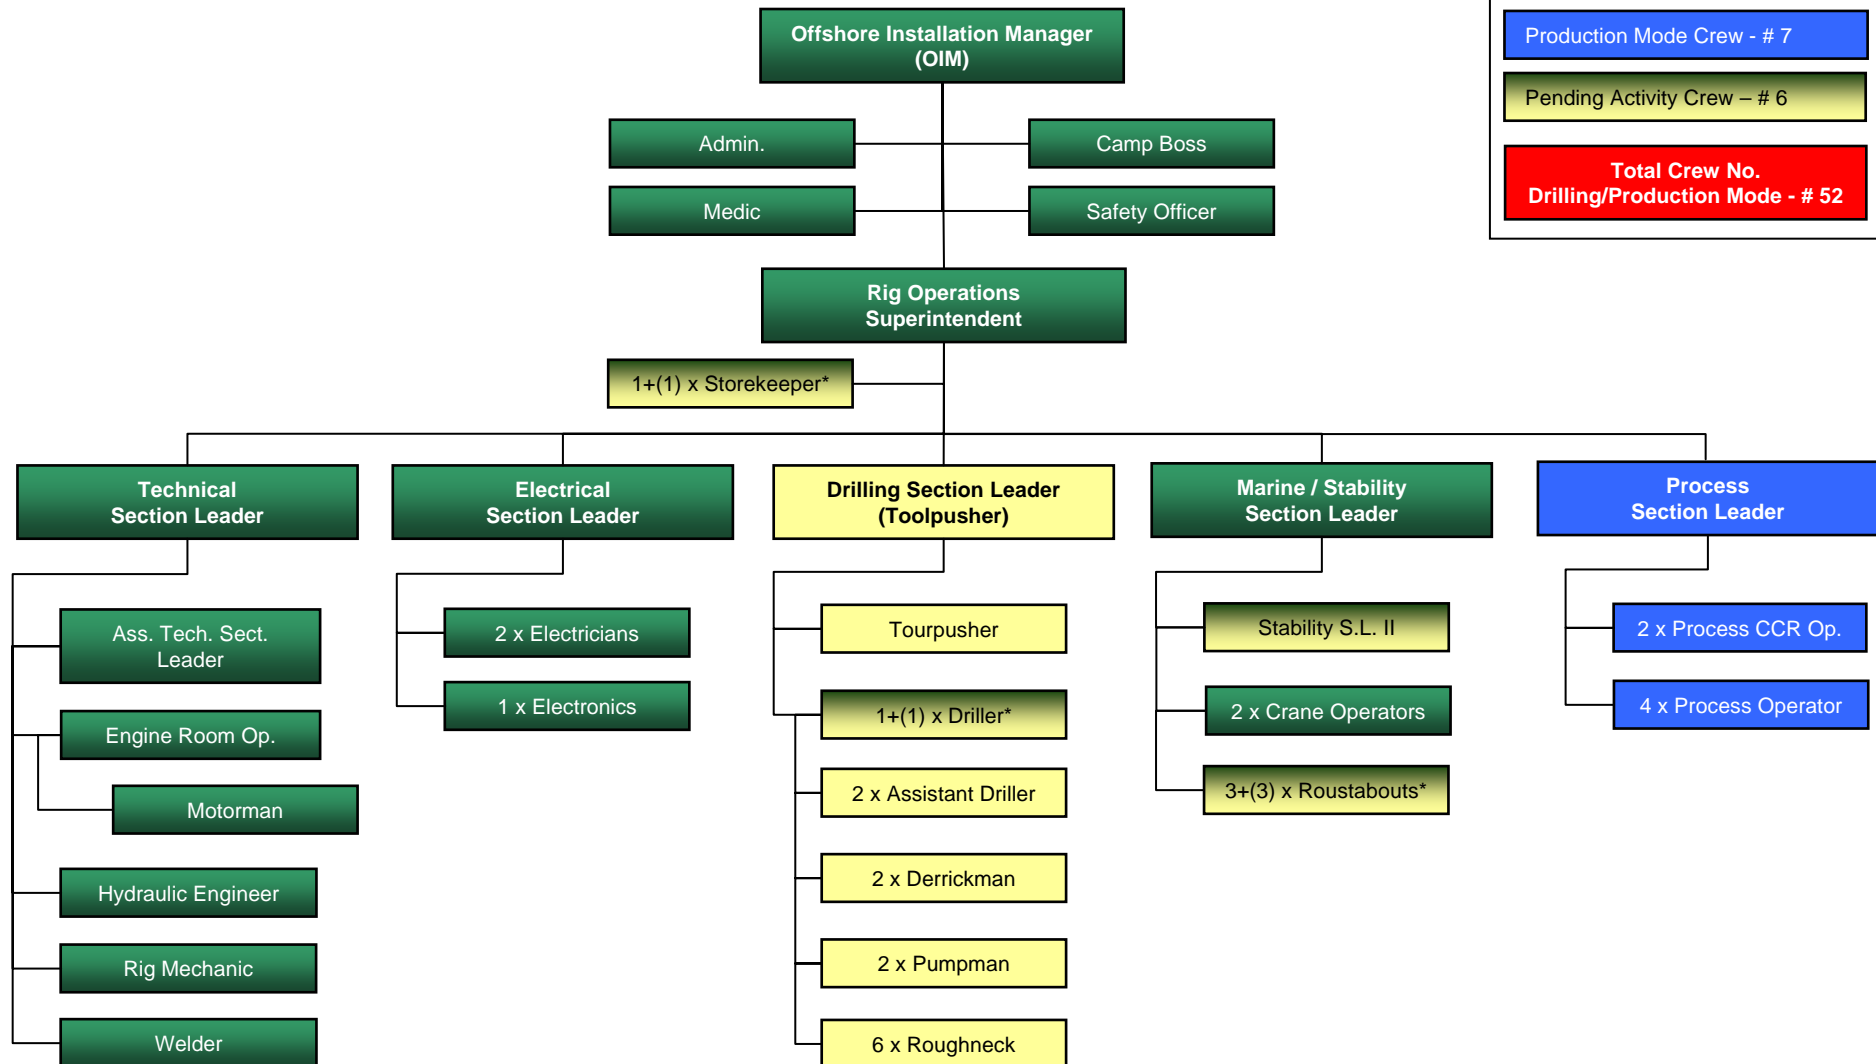 Offshore Installation Manager
(OIM)
Production Mode Crew - # 7
Pending Activity Crew – # 6
Total Crew No.
Drilling/Production Mode - # 52
Admin.
Camp Boss
Medic
Safety Officer
Rig Operations
Superintendent
1+(1) x Storekeeper*
Technical
Section Leader
Electrical
Section Leader
Drilling Section Leader
(Toolpusher)
Marine / Stability
Section Leader
Process
Section Leader
Ass. Tech. Sect.
Leader
Engine Room Op.
Motorman
Hydraulic Engineer
Rig Mechanic
Welder
2 x Electricians
1 x Electronics
Tourpusher
1+(1) x Driller*
2 x Assistant Driller
2 x Derrickman
2 x Pumpman
6 x Roughneck
Stability S.L. II
2 x Crane Operators
3+(3) x Roustabouts*
2 x Process CCR Op.
4 x Process Operator